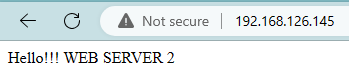 Not secure 192.168.126.145
Hello!!! WEB SERVER 2